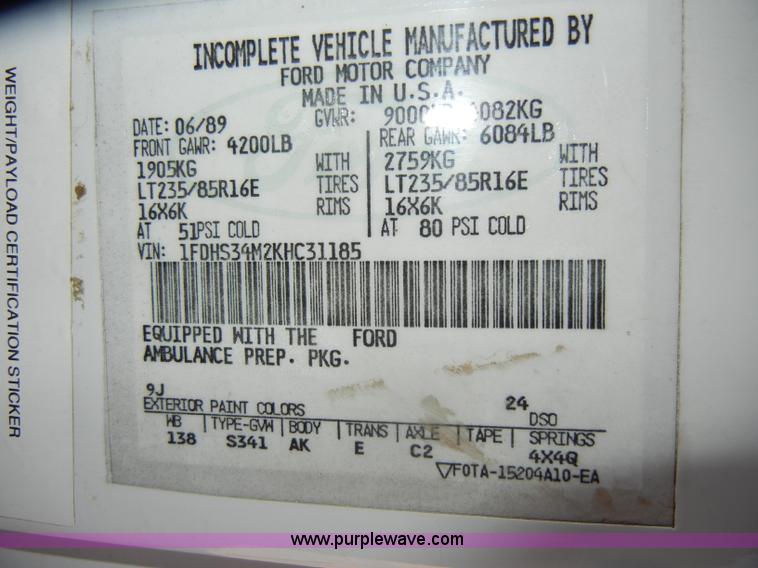 WEIGHT/PAYLOAD CERTIFICATION STICKER
INCOMPLETE VEHICLE MANUFACTURED BY
FORD MOTOR COMPANY
MADE IN U.S.A.
DATE: 06/89 GVWR: 9000 4082KG
FRONT GAWR: 4200LB REAR GAWR: 6084LB
1905KG WITH 2759KG WITH
LT235/85R16E TIRES LT235/85R16E TIRES
16X6K RIMS 16X6K RIMS
AT 51PSI COLD AT 80 PSI COLD
VIN: 1FDHS34M2KHC31185
EQUIPPED WITH THE FORD
AMBULANCE PREP. PKG.
9J 24
EXTERIOR PAINT COLORS DSO
WB TYPE-GVW BODY TRANS AXLE TAPE SPRINGS
138 S341 AK E C2 4X4Q
F0TA-15204A10-EA
www.purplewave.com